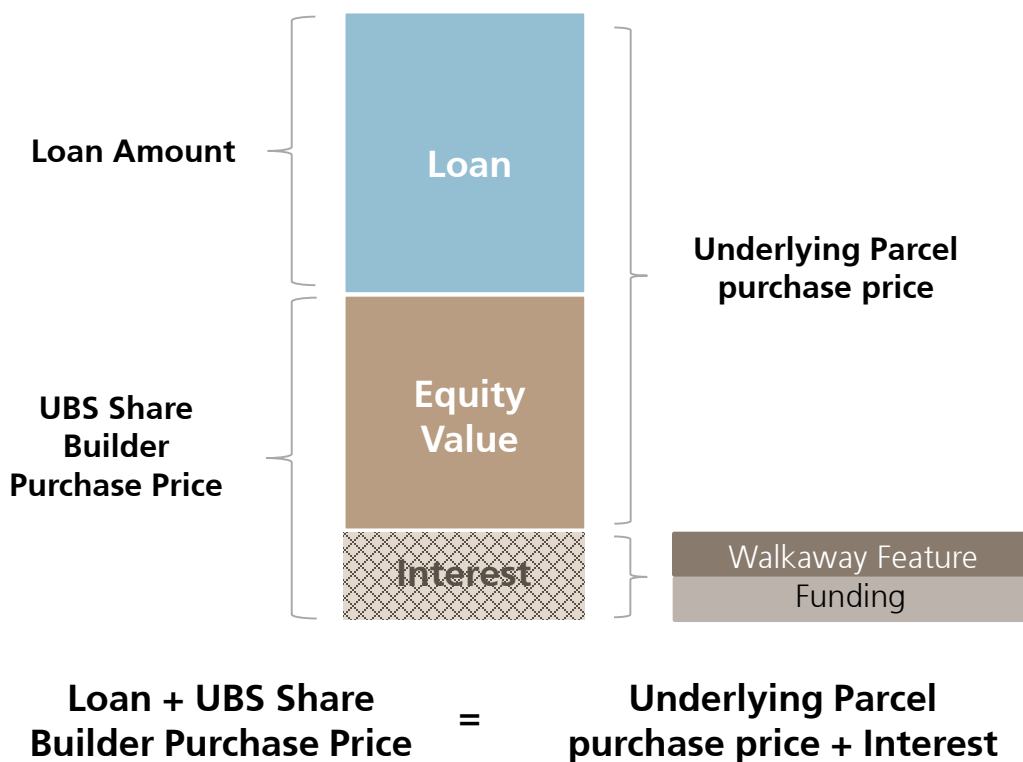 Loan Amount
Loan
Underlying Parcel
purchase price
UBS Share
Builder
Purchase Price
Equity
Value
Interest
Walkaway Feature
Funding
Loan + UBS Share
Builder Purchase Price
=
Underlying Parcel
purchase price + Interest